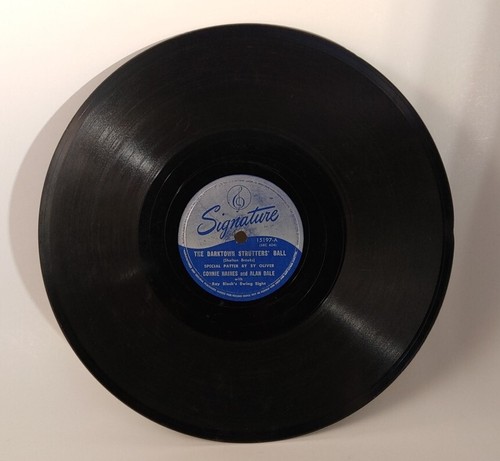 Signature
15197-A
THE DARKTOWN STRUTTERS' BALL
(Shelton Brooks)
SPECIAL PATTER BY SY OLIVER
CONNIE HAINES and ALAN DALE
with
Ray Bloch's Swing Eight